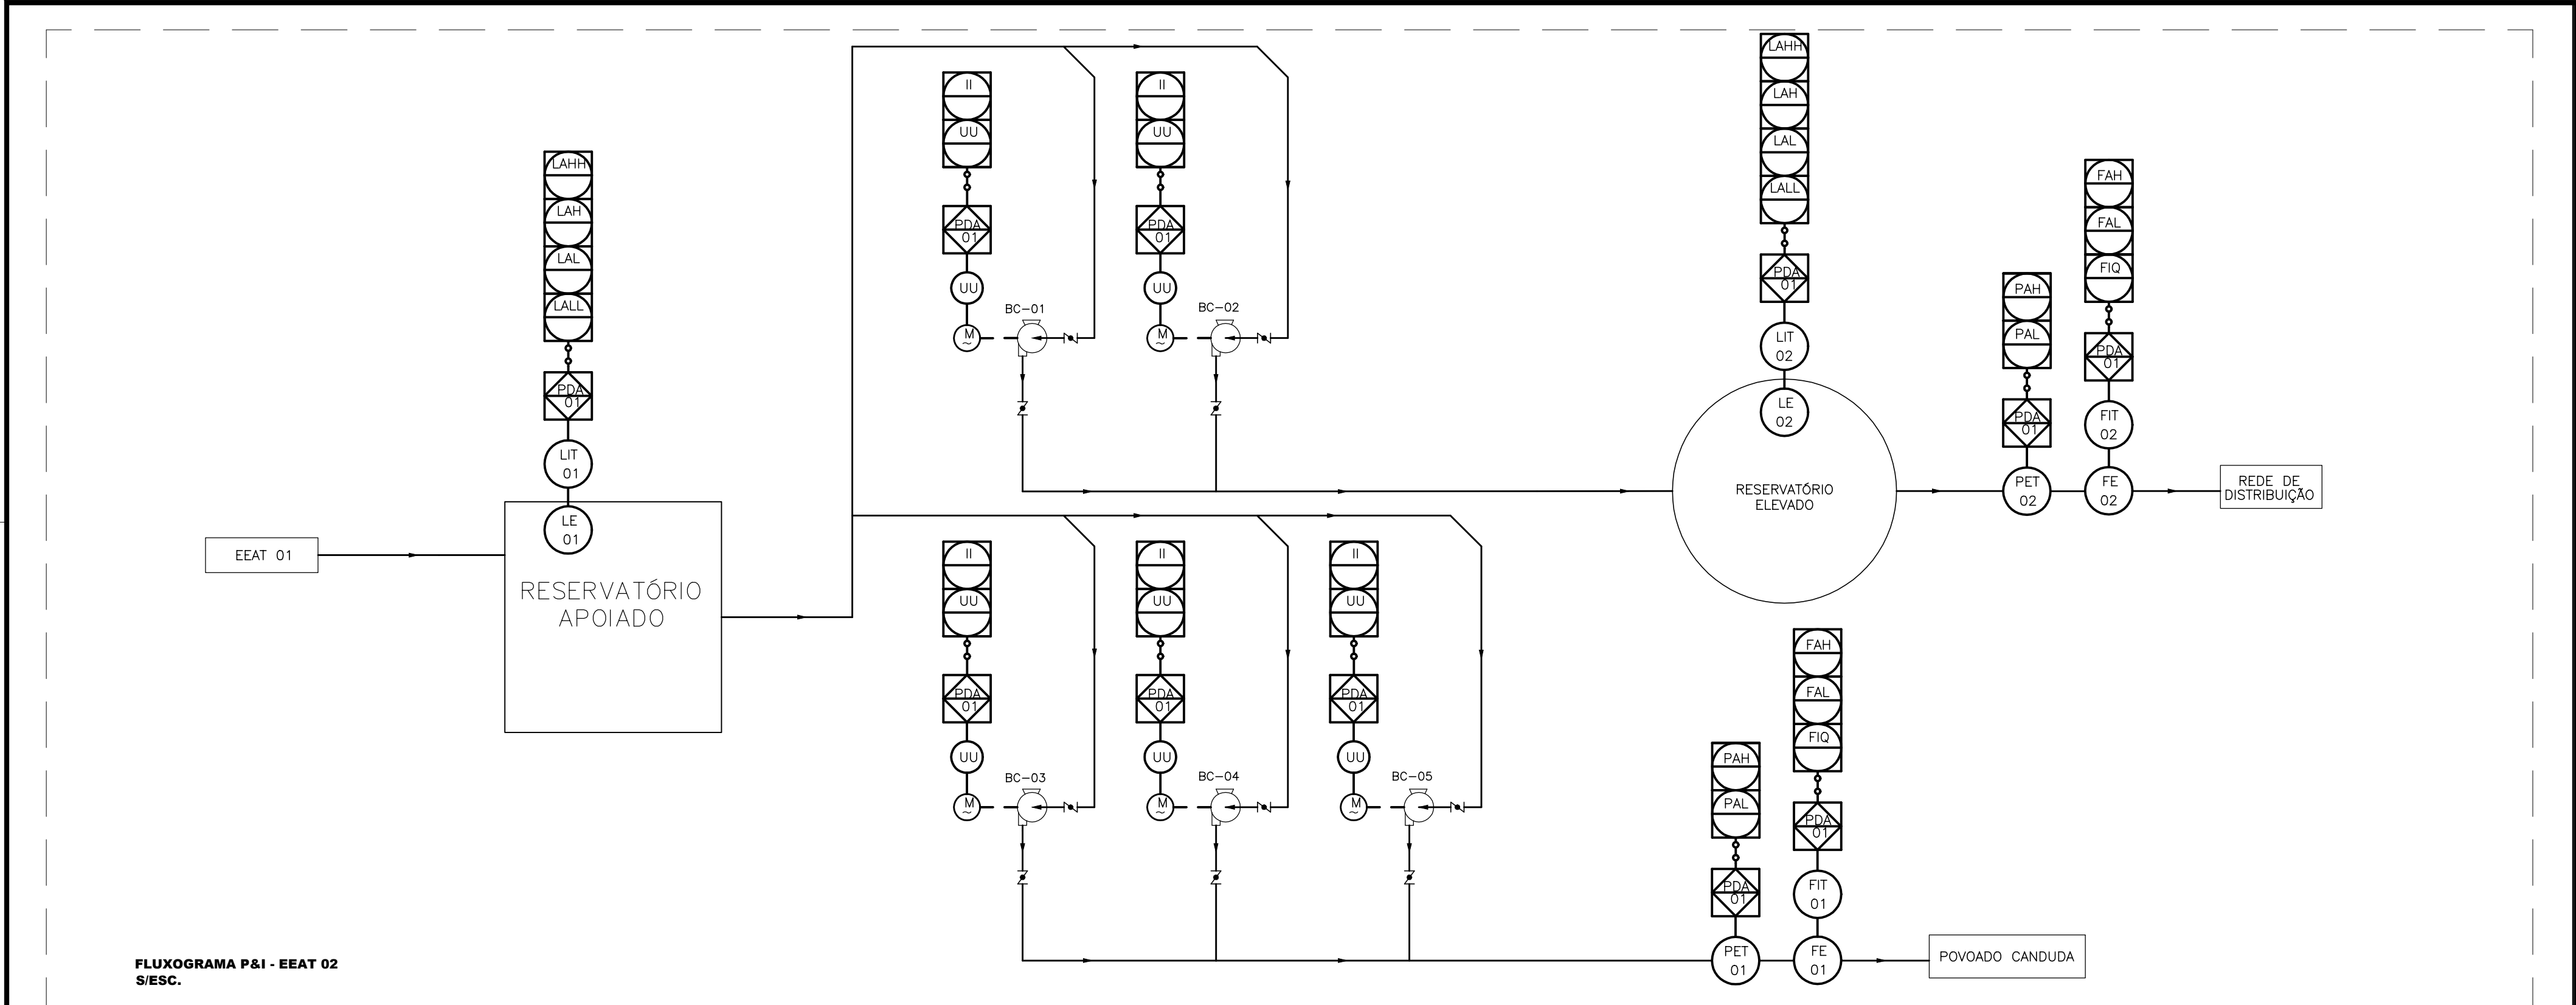 LAHH
LAH
LAL
LALL
PDA
01
LIT
01
LE
01
EEAT 01
RESERVATÓRIO
APOIADO
II
UU
PDA
01
UU
M
~
BC-01
II
UU
PDA
01
UU
M
~
BC-02
LAHH
LAH
LAL
LALL
PDA
01
LIT
02
LE
02
RESERVATÓRIO
ELEVADO
PAH
PAL
PDA
01
PET
02
FAH
FAL
FIQ
PDA
01
FIT
02
FE
02
REDE DE
DISTRIBUIÇÃO
II
UU
PDA
01
UU
M
~
BC-03
II
UU
PDA
01
UU
M
~
BC-04
II
UU
PDA
01
UU
M
~
BC-05
PAH
PAL
PDA
01
PET
01
FAH
FAL
FIQ
PDA
01
FIT
01
FE
01
POVOADO CANDUDA
FLUXOGRAMA P&I - EEAT 02
S/ESC.